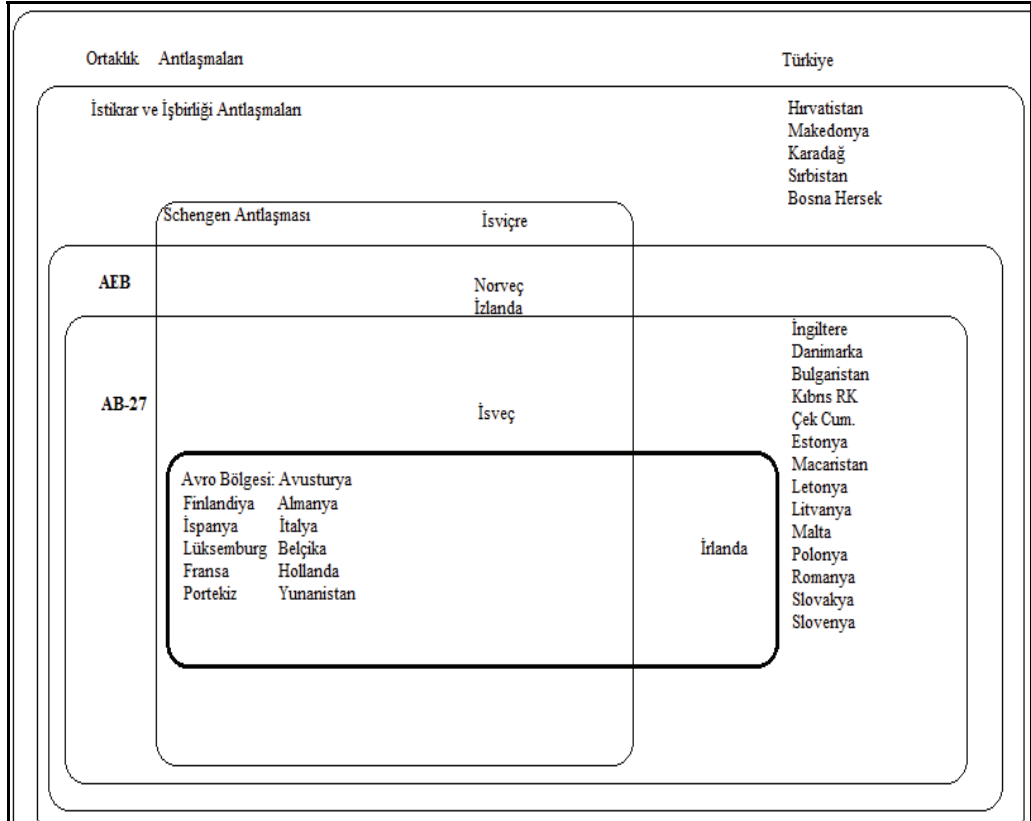 Ortaklık Antlaşmaları Türkiye
İstikrar ve İşbirliği Antlaşmaları Hırvatistan
Makedonya
Karadağ
Sırbistan
Bosna Hersek
Schengen Antlaşması İsviçre
AEB Norveç
İzlanda
İngiltere
Danimarka
Bulgaristan
Kıbrıs RK
AB-27 İsveç Çek Cum.
Estonya
Macaristan
Avro Bölgesi: Avusturya Letonya
Finlandiya Almanya Litvanya
İspanya İtalya Malta
Lüksemburg Belçika İrlanda Polonya
Fransa Hollanda Romanya
Portekiz Yunanistan Slovakya
Slovenya